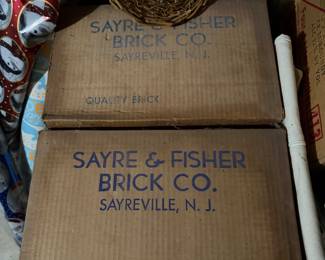 SAYRE & FISHER
BRICK CO.
SAYREVILLE, N. J.
QUALITY BRICK
SAYRE & FISHER
BRICK CO.
SAYREVILLE, N. J.